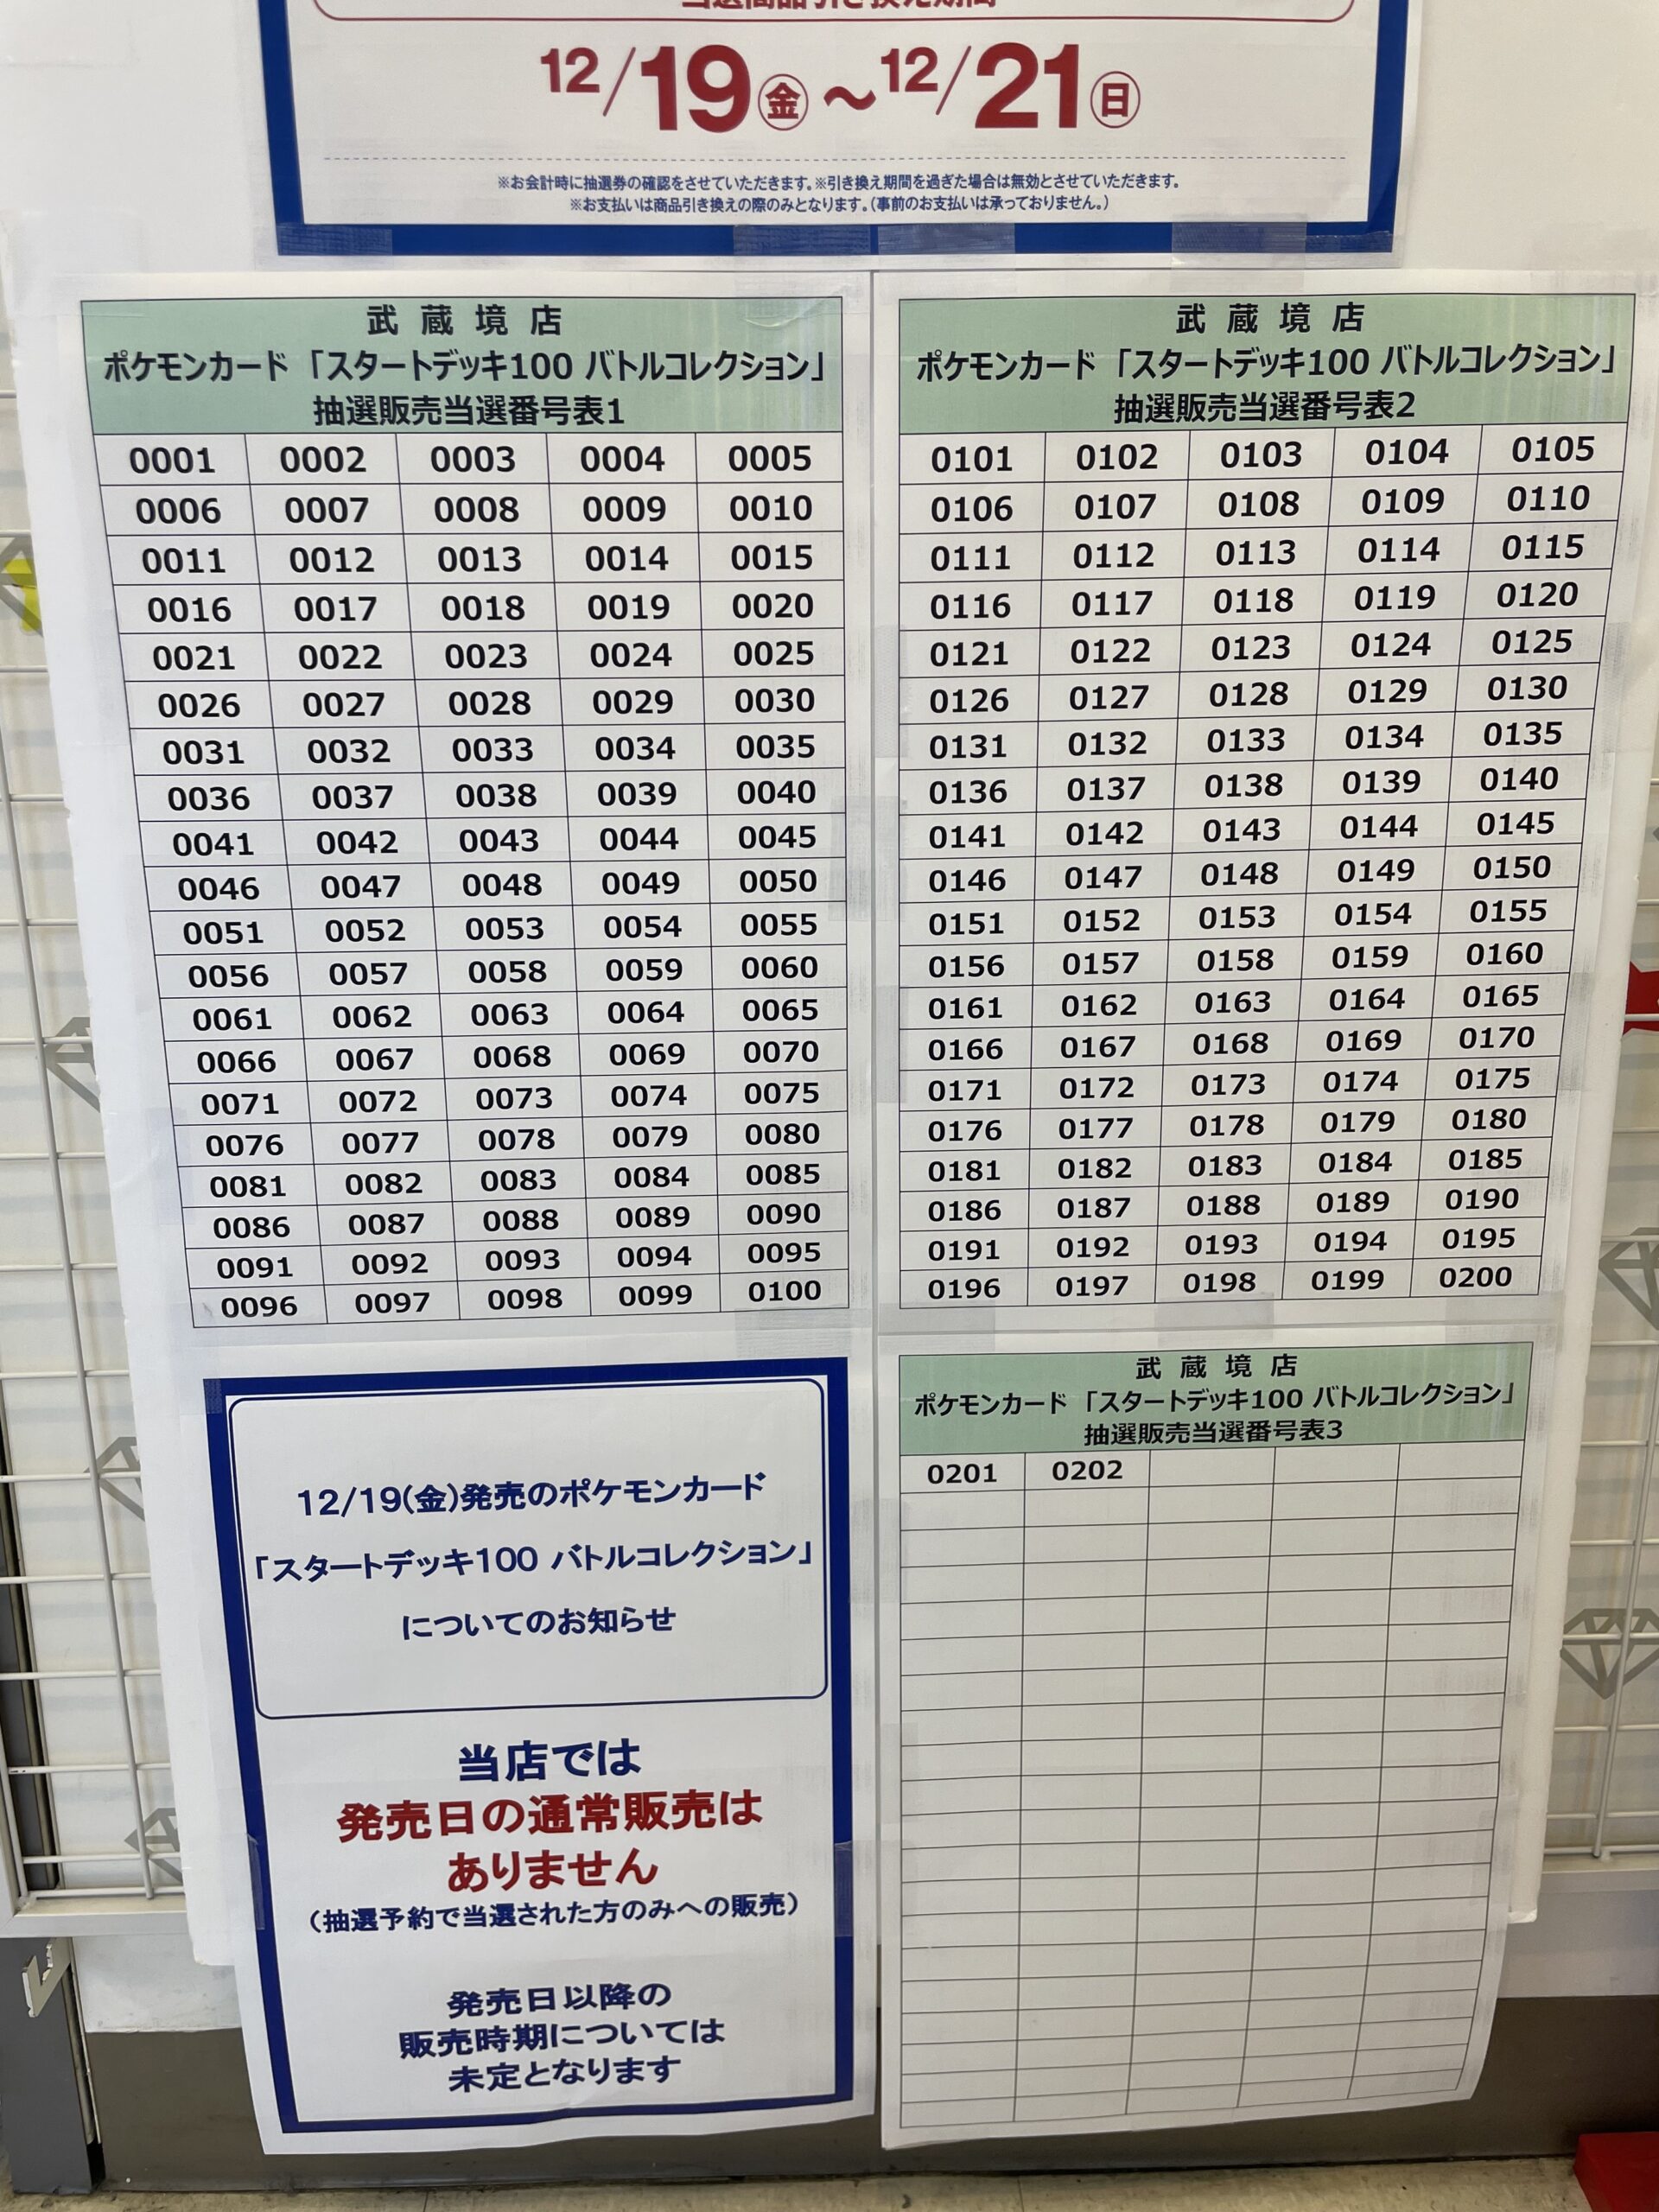 当選商品引き換え期間
12/19㊎～12/21㊐
※お会計時に抽選券の確認をさせていただきます。※引き換え期間を過ぎた場合は無効とさせていただきます。
※お支払いは商品引き換えの際のみとなります。（事前のお支払いは承っておりません。）
武蔵境店
ポケモンカード「スタートデッキ100 バトルコレクション」
抽選販売当選番号表1
0001 0002 0003 0004 0005
0006 0007 0008 0009 0010
0011 0012 0013 0014 0015
0016 0017 0018 0019 0020
0021 0022 0023 0024 0025
0026 0027 0028 0029 0030
0031 0032 0033 0034 0035
0036 0037 0038 0039 0040
0041 0042 0043 0044 0045
0046 0047 0048 0049 0050
0051 0052 0053 0054 0055
0056 0057 0058 0059 0060
0061 0062 0063 0064 0065
0066 0067 0068 0069 0070
0071 0072 0073 0074 0075
0076 0077 0078 0079 0080
0081 0082 0083 0084 0085
0086 0087 0088 0089 0090
0091 0092 0093 0094 0095
0096 0097 0098 0099 0100
武蔵境店
ポケモンカード「スタートデッキ100 バトルコレクション」
抽選販売当選番号表2
0101 0102 0103 0104 0105
0106 0107 0108 0109 0110
0111 0112 0113 0114 0115
0116 0117 0118 0119 0120
0121 0122 0123 0124 0125
0126 0127 0128 0129 0130
0131 0132 0133 0134 0135
0136 0137 0138 0139 0140
0141 0142 0143 0144 0145
0146 0147 0148 0149 0150
0151 0152 0153 0154 0155
0156 0157 0158 0159 0160
0161 0162 0163 0164 0165
0166 0167 0168 0169 0170
0171 0172 0173 0174 0175
0176 0177 0178 0179 0180
0181 0182 0183 0184 0185
0186 0187 0188 0189 0190
0191 0192 0193 0194 0195
0196 0197 0198 0199 0200
12/19(金)発売のポケモンカード
「スタートデッキ100 バトルコレクション」
についてのお知らせ
当店では
発売日の通常販売は
ありません
（抽選予約で当選された方のみへの販売）
発売日以降の
販売時期については
未定となります
武蔵境店
ポケモンカード「スタートデッキ100 バトルコレクション」
抽選販売当選番号表3
0201 0202